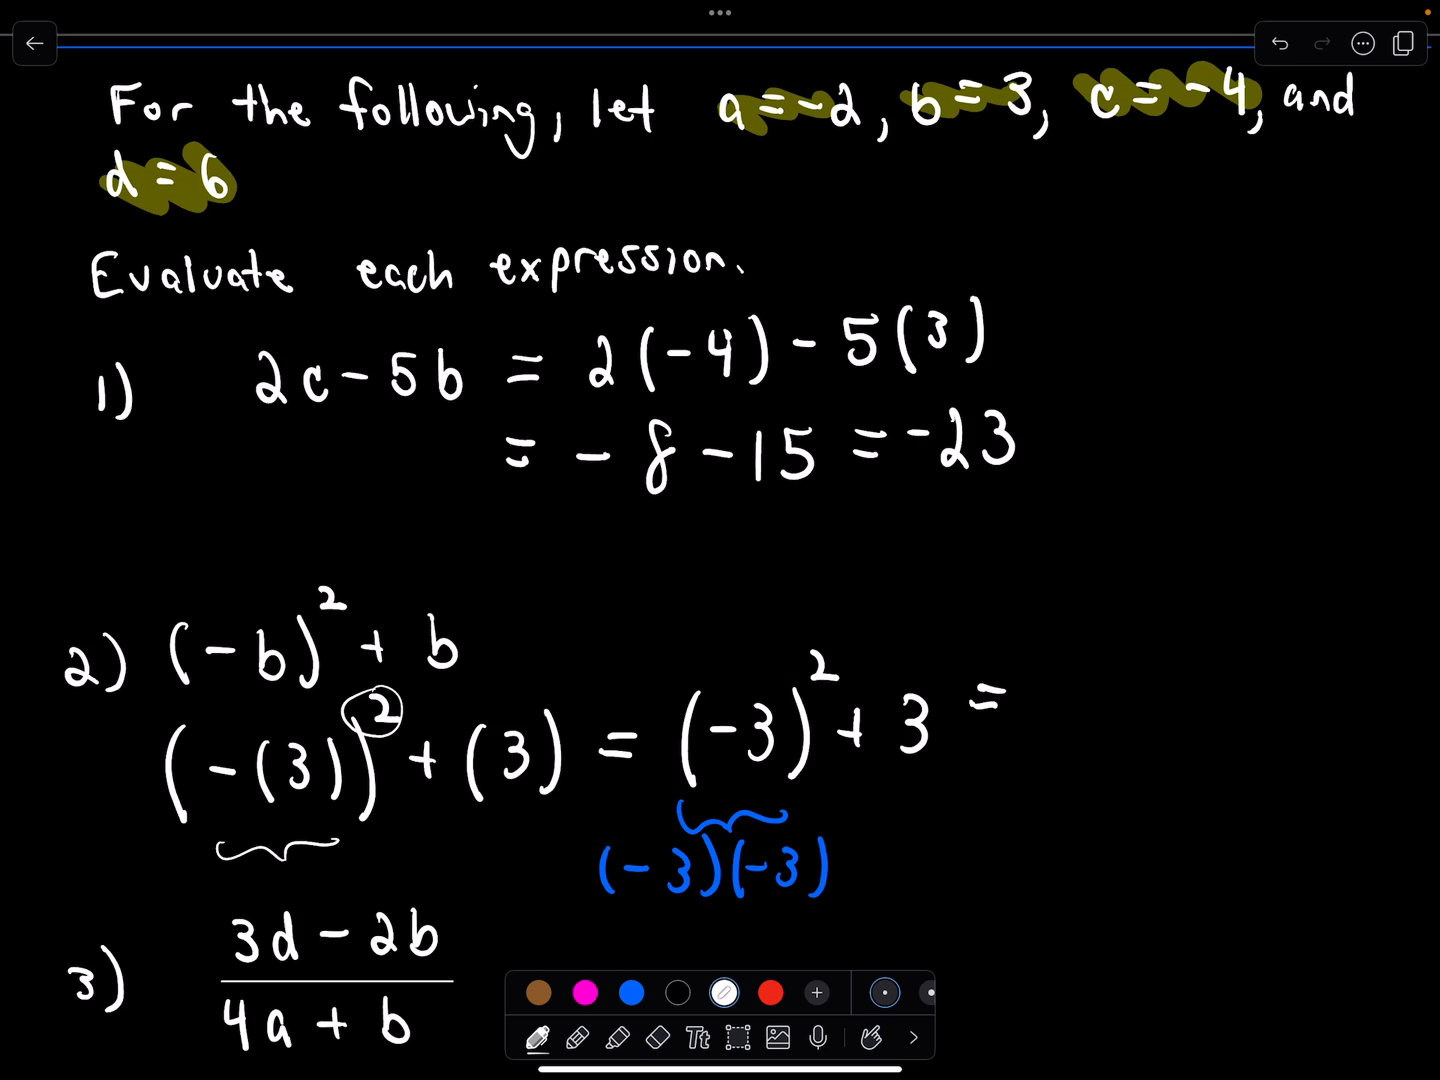 For the following, let a = -2, b = 3, c = -4, and
d = 6
Evaluate each expression.
1) 2c - 5b = 2(-4) - 5(3)
= -8 - 15 = -23
2) (-b)² + b
(-(3))² + (3) = (-3)² + 3 =
(-3)(-3)
3) 3d - 2b
4a + b
Tt